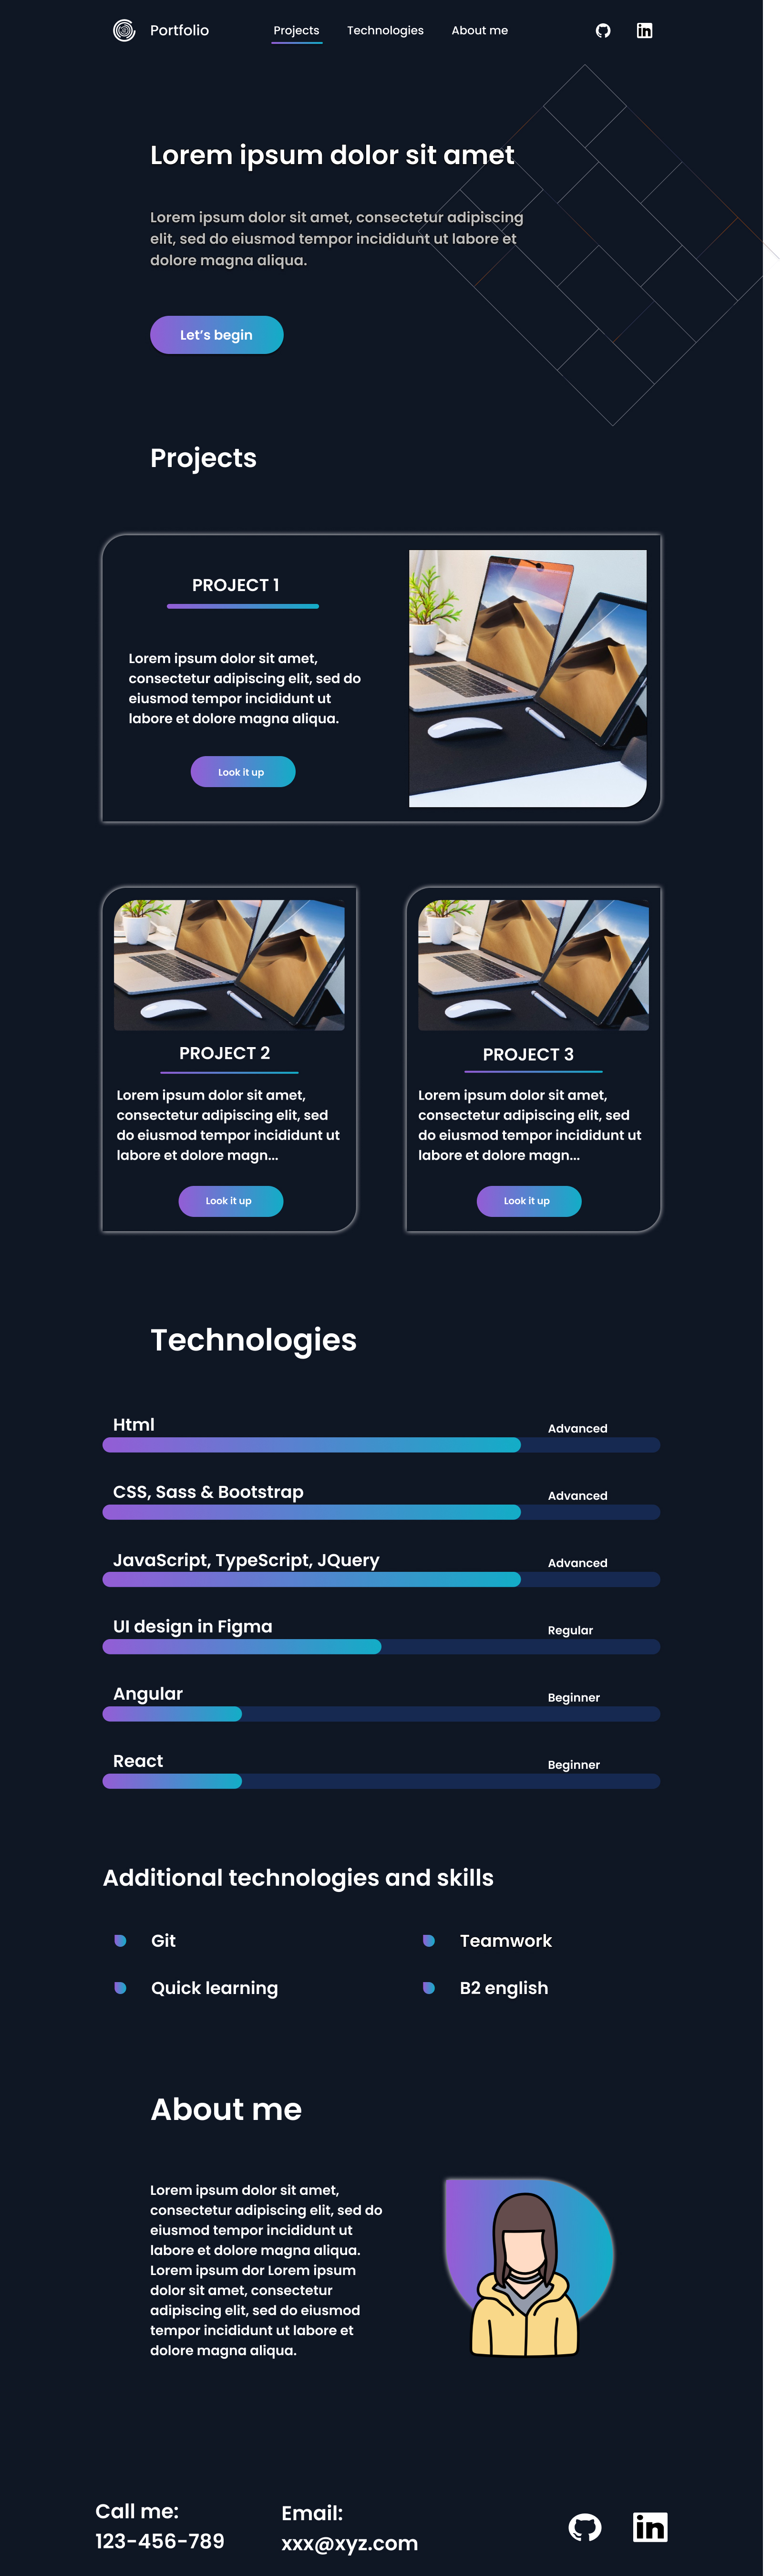 Portfolio
Projects
Technologies
About me
Lorem ipsum dolor sit amet
Lorem ipsum dolor sit amet, consectetur adipiscing
elit, sed do eiusmod tempor incididunt ut labore et
dolore magna aliqua.
Let's begin
Projects
PROJECT 1
Lorem ipsum dolor sit amet,
consectetur adipiscing elit, sed do
eiusmod tempor incididunt ut
labore et dolore magna aliqua.
Look it up
PROJECT 2
Lorem ipsum dolor sit amet,
consectetur adipiscing elit, sed
do eiusmod tempor incididunt ut
labore et dolore magn...
Look it up
PROJECT 3
Lorem ipsum dolor sit amet,
consectetur adipiscing elit, sed
do eiusmod tempor incididunt ut
labore et dolore magn...
Look it up
Technologies
Html
Advanced
CSS, Sass & Bootstrap
Advanced
JavaScript, TypeScript, JQuery
Advanced
UI design in Figma
Regular
Angular
Beginner
React
Beginner
Additional technologies and skills
Git
Teamwork
Quick learning
B2 english
About me
Lorem ipsum dolor sit amet,
consectetur adipiscing elit, sed do
eiusmod tempor incididunt ut
labore et dolore magna aliqua.
Lorem ipsum dor Lorem ipsum
dolor sit amet, consectetur
adipiscing elit, sed do eiusmod
tempor incididunt ut labore et
dolore magna aliqua.
Call me:
123-456-789
Email:
xxx@xyz.com
in